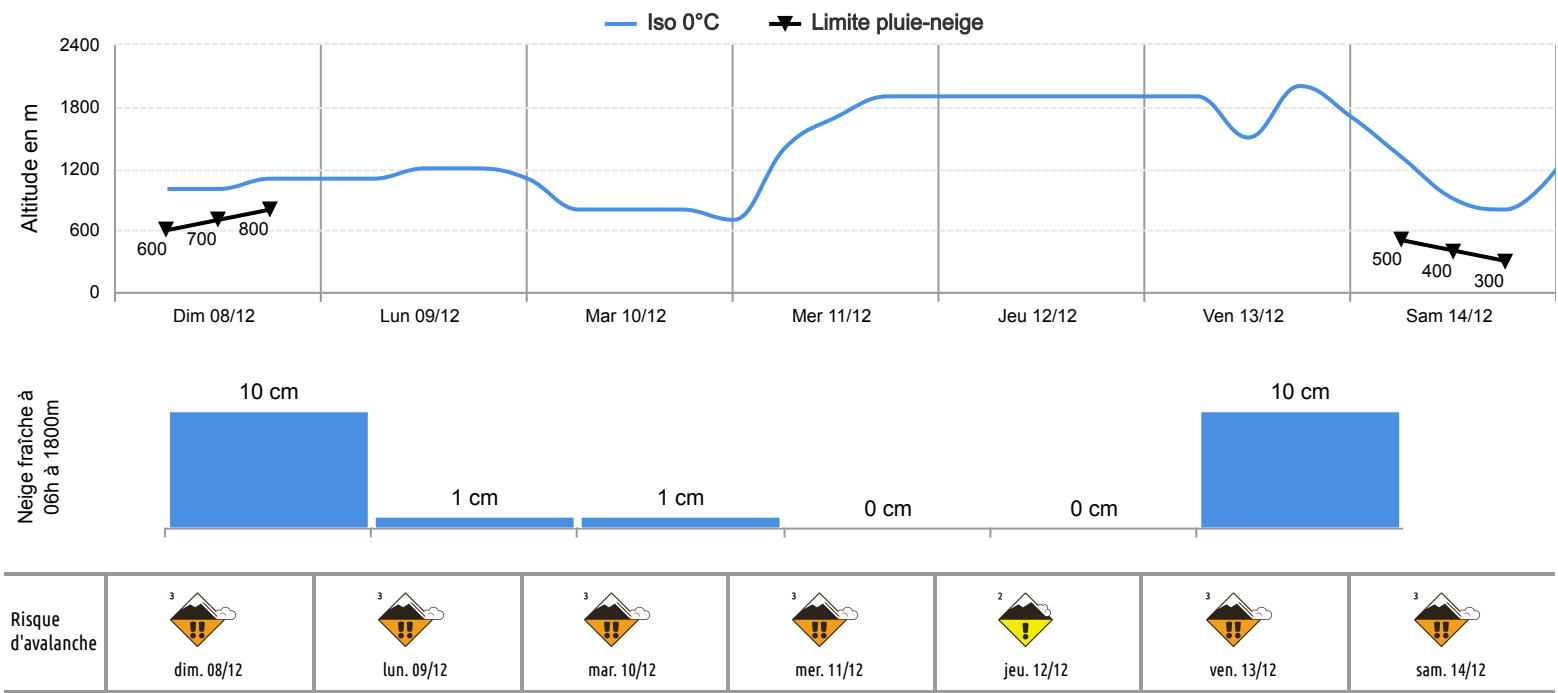 Iso 0°C Limite pluie-neige
Altitude en m
2400
1800
1200
600
0
600 700 800
500 400 300
Dim 08/12 Lun 09/12 Mar 10/12 Mer 11/12 Jeu 12/12 Ven 13/12 Sam 14/12
Neige fraîche à
06h à 1800m
10 cm 1 cm 1 cm 0 cm 0 cm 10 cm
Risque
d'avalanche
3 3 3 3 2 3 3
!! !! !! !! ! !! !!
dim. 08/12 lun. 09/12 mar. 10/12 mer. 11/12 jeu. 12/12 ven. 13/12 sam. 14/12